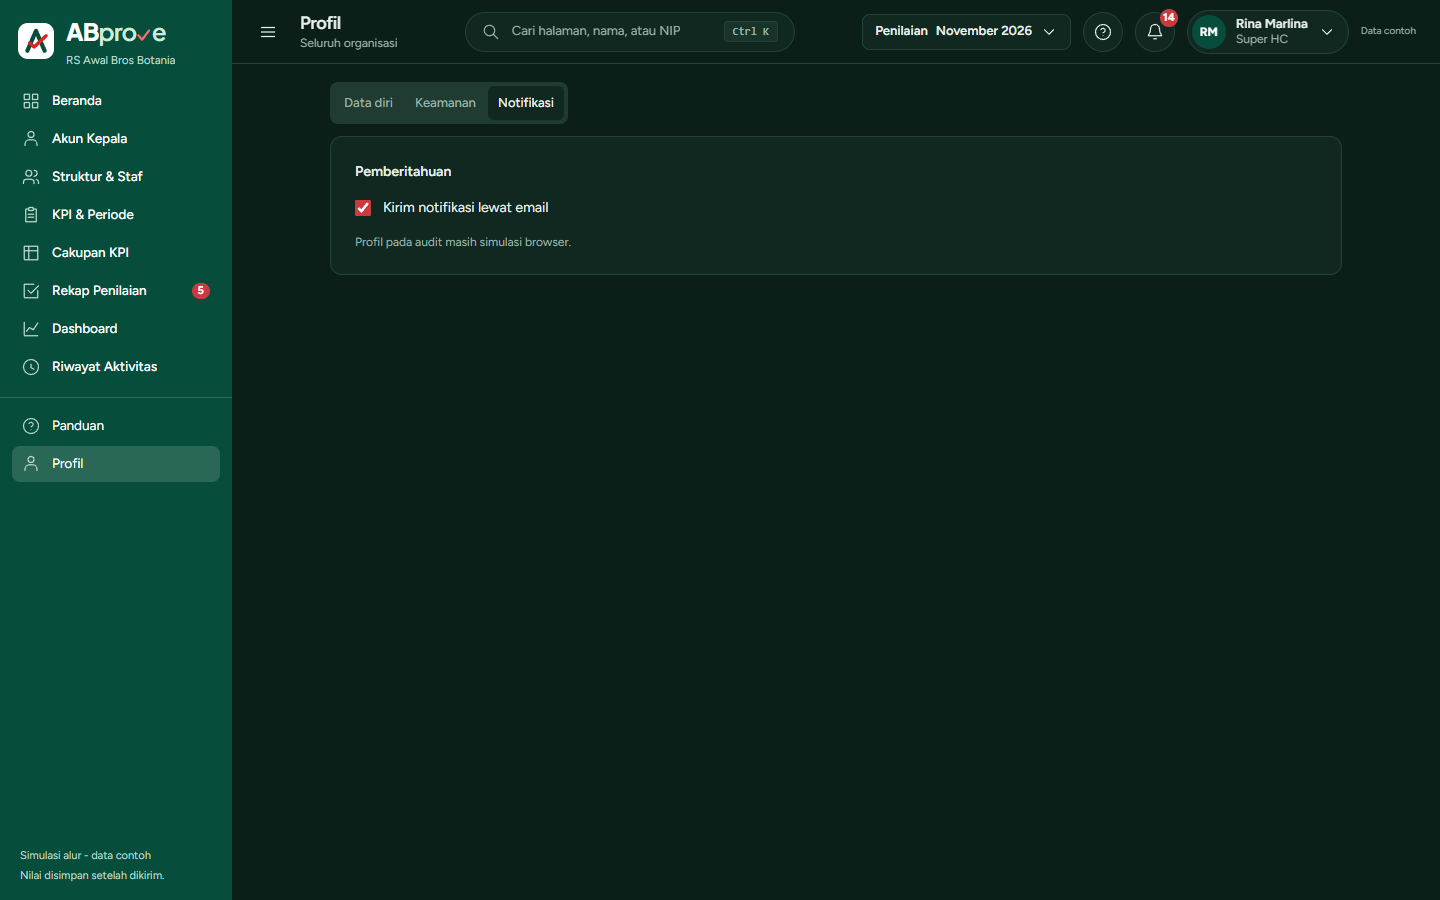 ABprove
RS Awal Bros Botania
Beranda
Akun Kepala
Struktur & Staf
KPI & Periode
Cakupan KPI
Rekap Penilaian 5
Dashboard
Riwayat Aktivitas
Panduan
Profil
Simulasi alur - data contoh
Nilai disimpan setelah dikirim.
Profil
Seluruh organisasi
Cari halaman, nama, atau NIP Ctrl K
Penilaian November 2026
14
RM
Rina Marlina
Super HC
Data contoh
Data diri Keamanan Notifikasi
Pemberitahuan
Kirim notifikasi lewat email
Profil pada audit masih simulasi browser.